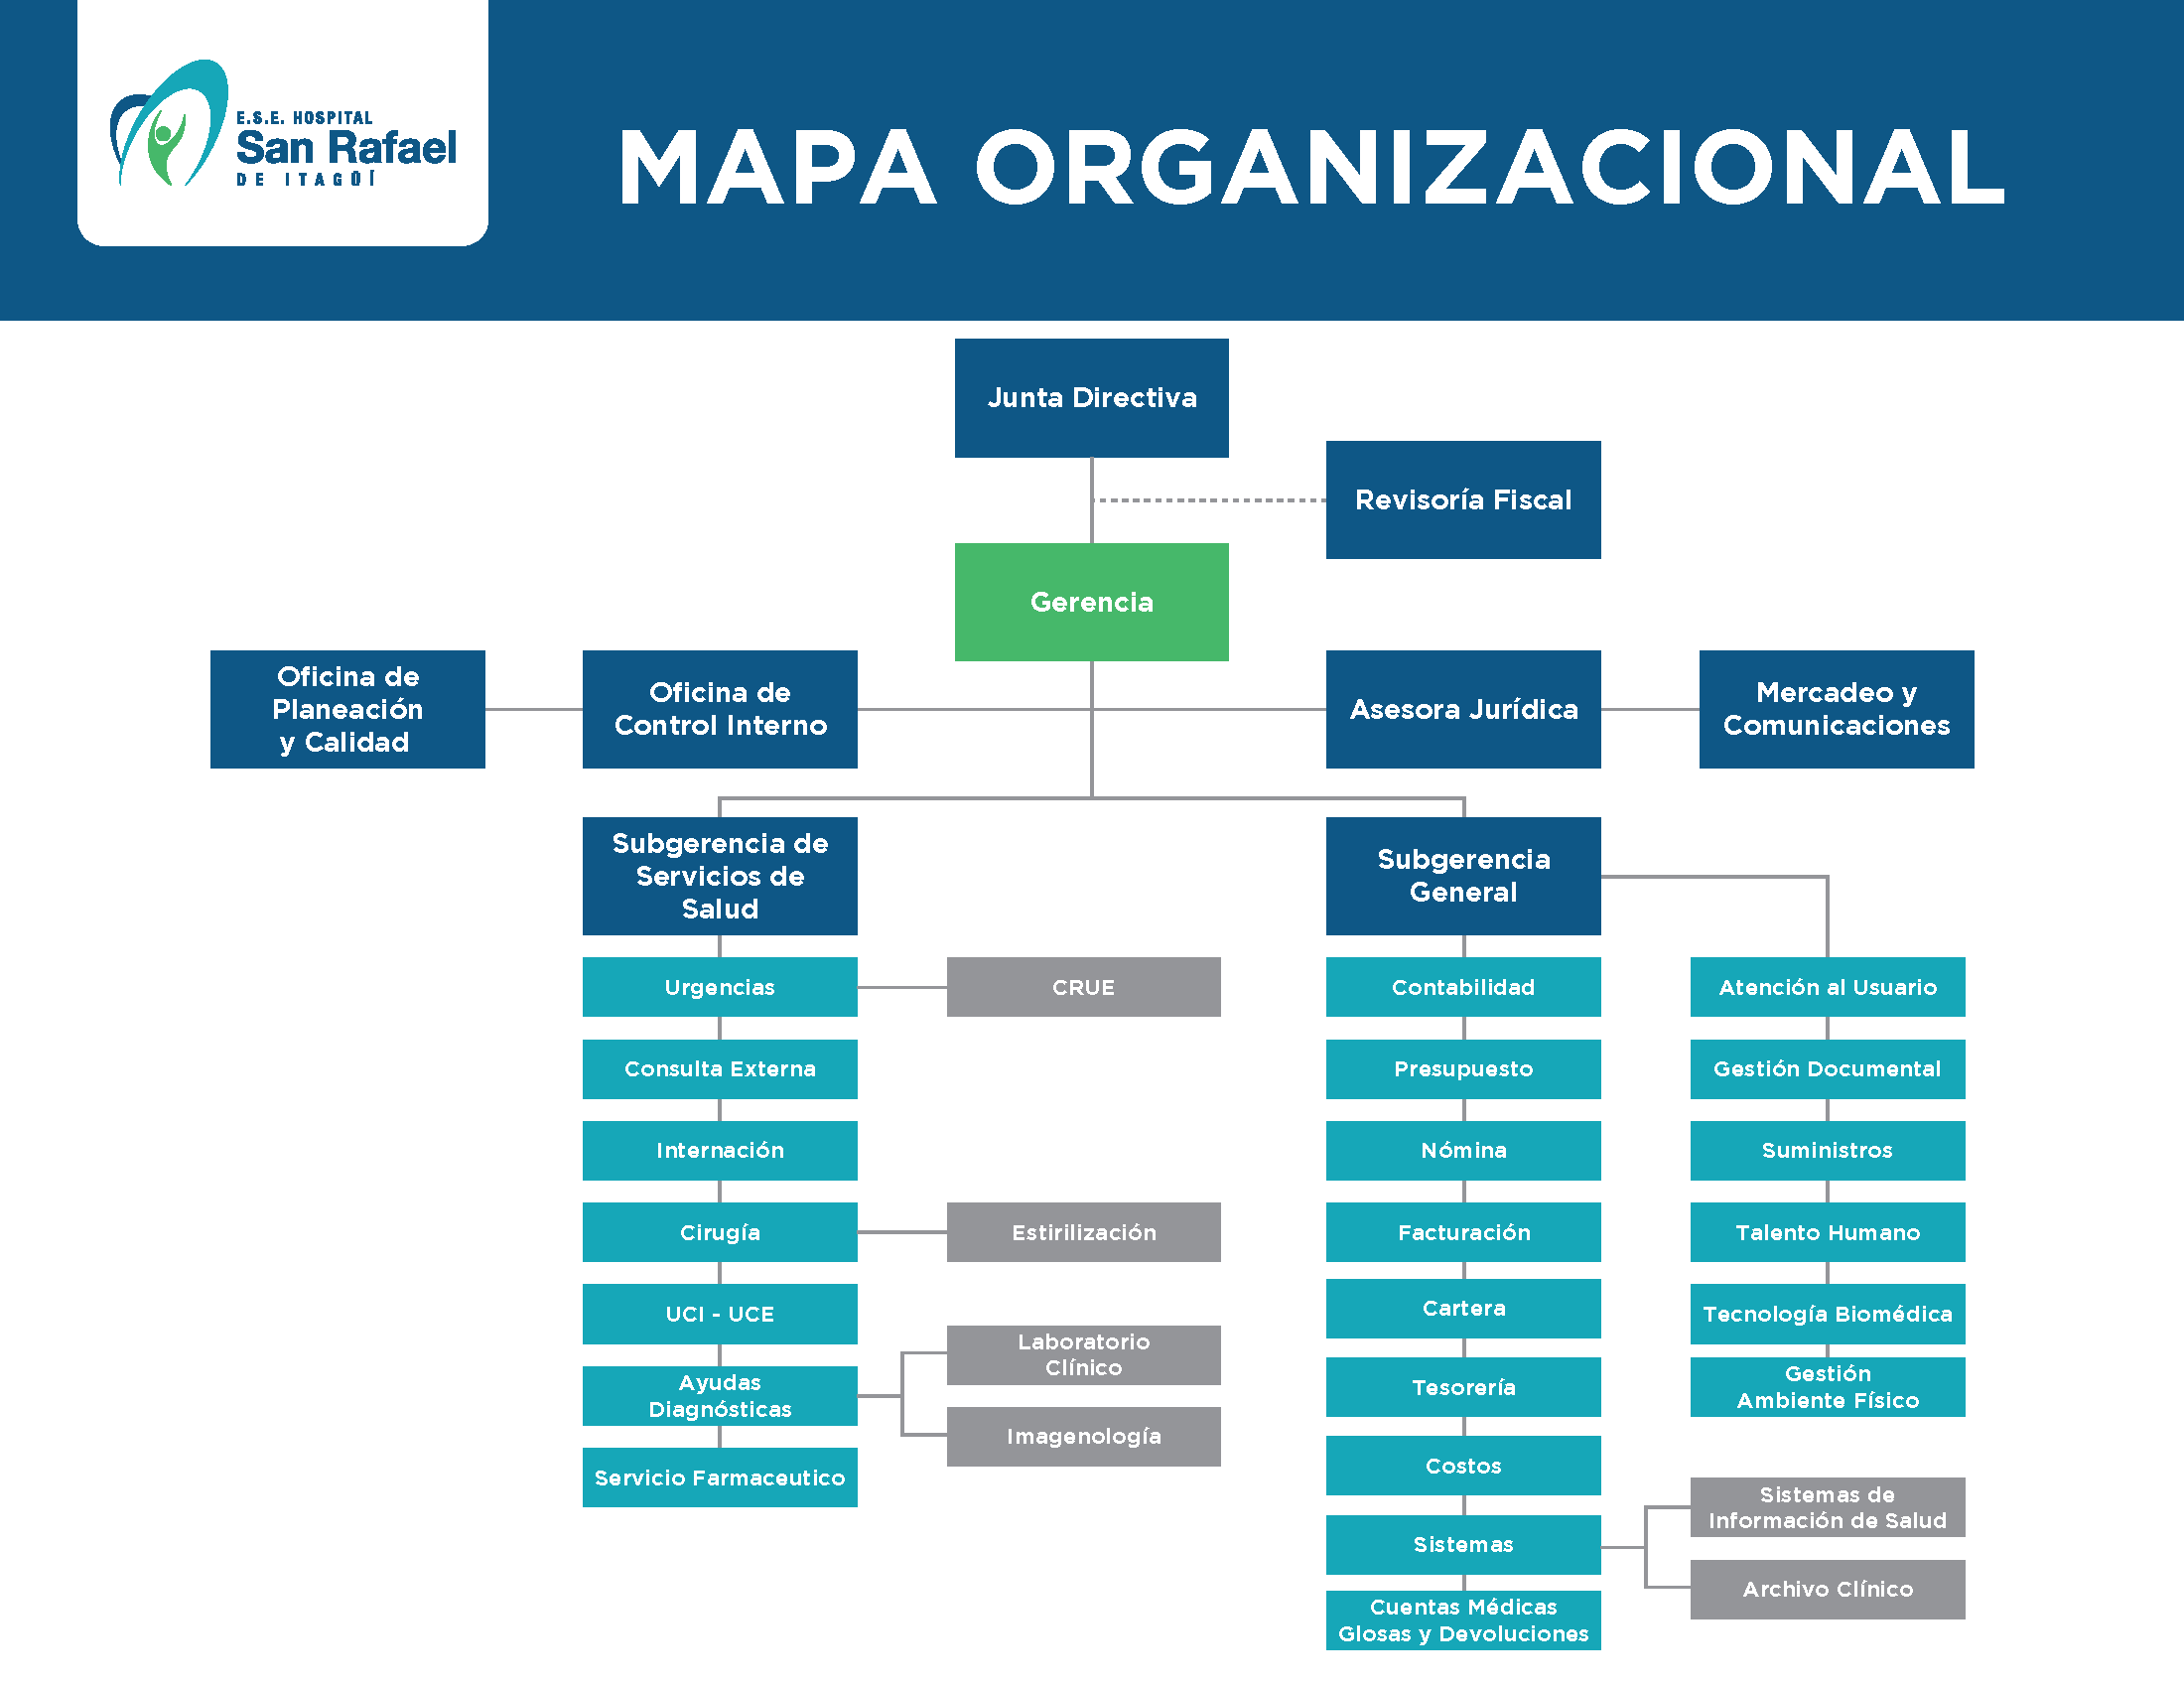 E.S.E. HOSPITAL
San Rafael
DE ITAGÜÍ
MAPA ORGANIZACIONAL
Junta Directiva
Revisoría Fiscal
Gerencia
Oficina de
Planeación
y Calidad
Oficina de
Control Interno
Asesora Jurídica
Mercadeo y
Comunicaciones
Subgerencia de
Servicios de
Salud
Subgerencia
General
Urgencias
CRUE
Consulta Externa
Internación
Cirugía
Estirilización
UCI - UCE
Ayudas
Diagnósticas
Laboratorio
Clínico
Imagenología
Servicio Farmaceutico
Contabilidad
Presupuesto
Nómina
Facturación
Cartera
Tesorería
Costos
Sistemas
Cuentas Médicas
Glosas y Devoluciones
Atención al Usuario
Gestión Documental
Suministros
Talento Humano
Tecnología Biomédica
Gestión
Ambiente Físico
Sistemas de
Información de Salud
Archivo Clínico